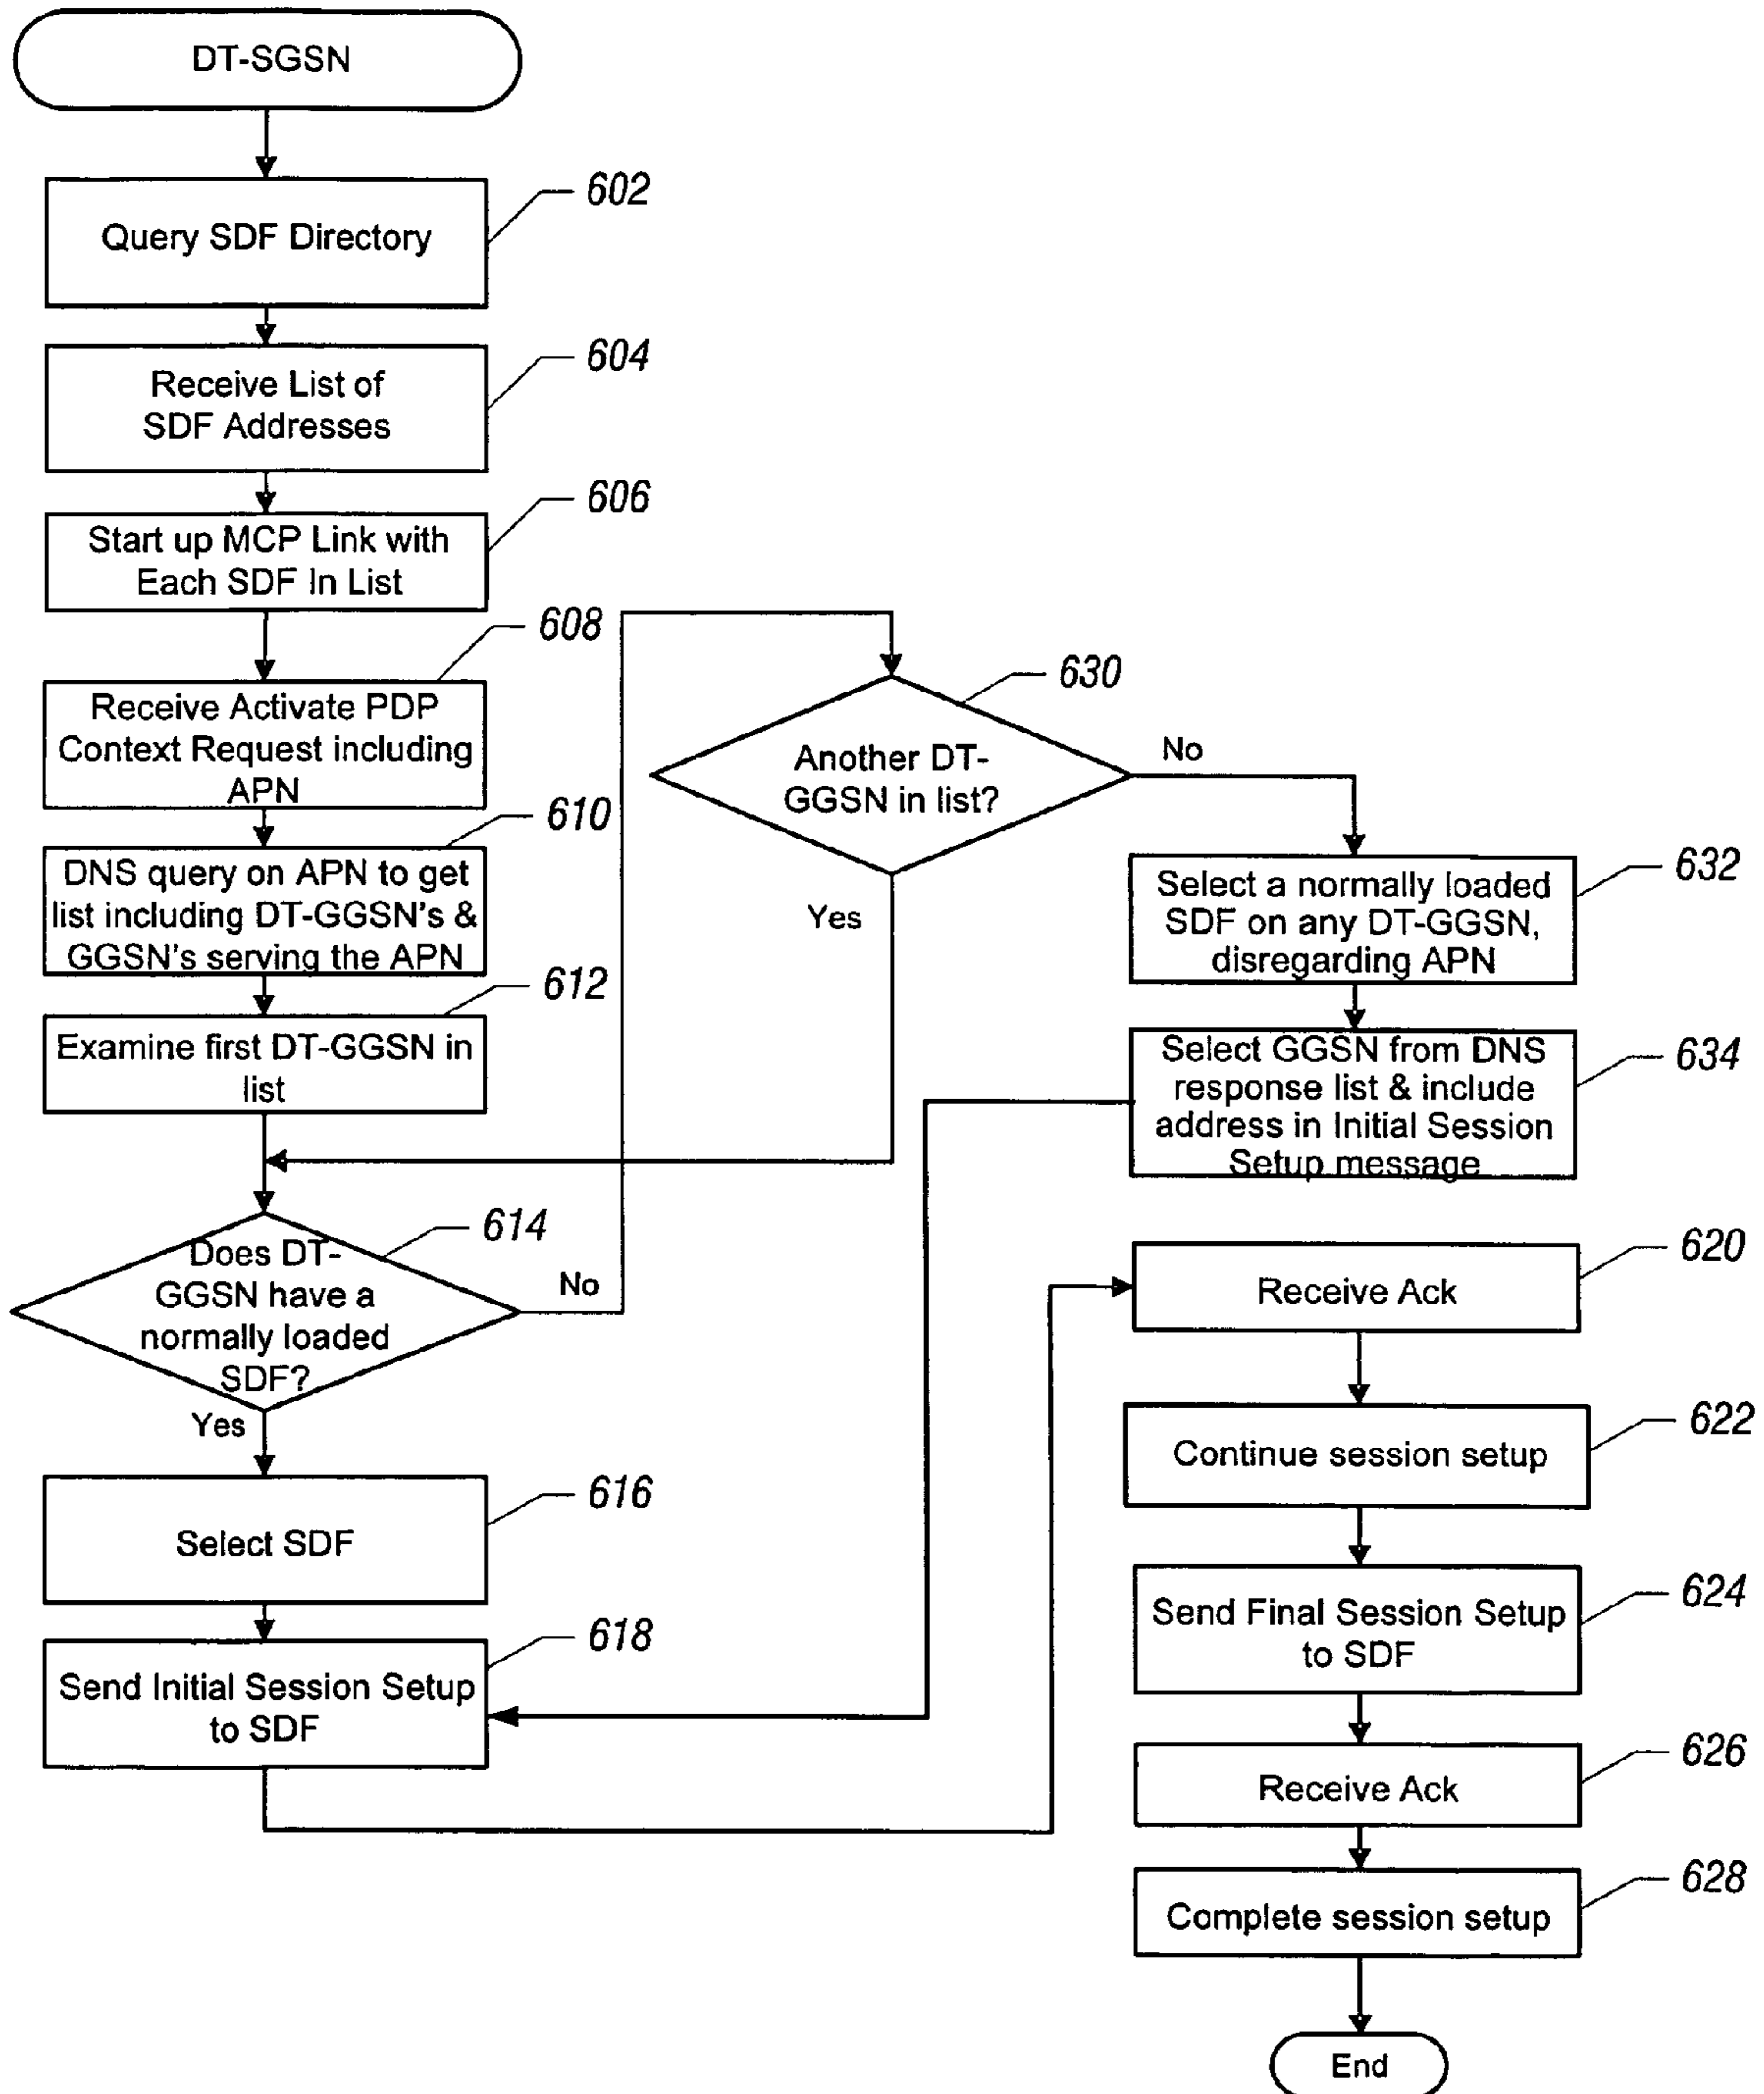 DT-SGSN
Query SDF Directory
602
Receive List of
SDF Addresses
604
Start up MCP Link with
Each SDF In List
606
Receive Activate PDP
Context Request including
APN
608
DNS query on APN to get
list including DT-GGSN's &
GGSN's serving the APN
610
Examine first DT-GGSN in
list
612
Does DT-
GGSN have a
normally loaded
SDF?
614
No
Yes
Select SDF
616
Send Initial Session Setup
to SDF
618
Another DT-
GGSN in list?
630
No
Yes
Select a normally loaded
SDF on any DT-GGSN,
disregarding APN
632
Select GGSN from DNS
response list & include
address in Initial Session
Setup message
634
Receive Ack
620
Continue session setup
622
Send Final Session Setup
to SDF
624
Receive Ack
626
Complete session setup
628
End